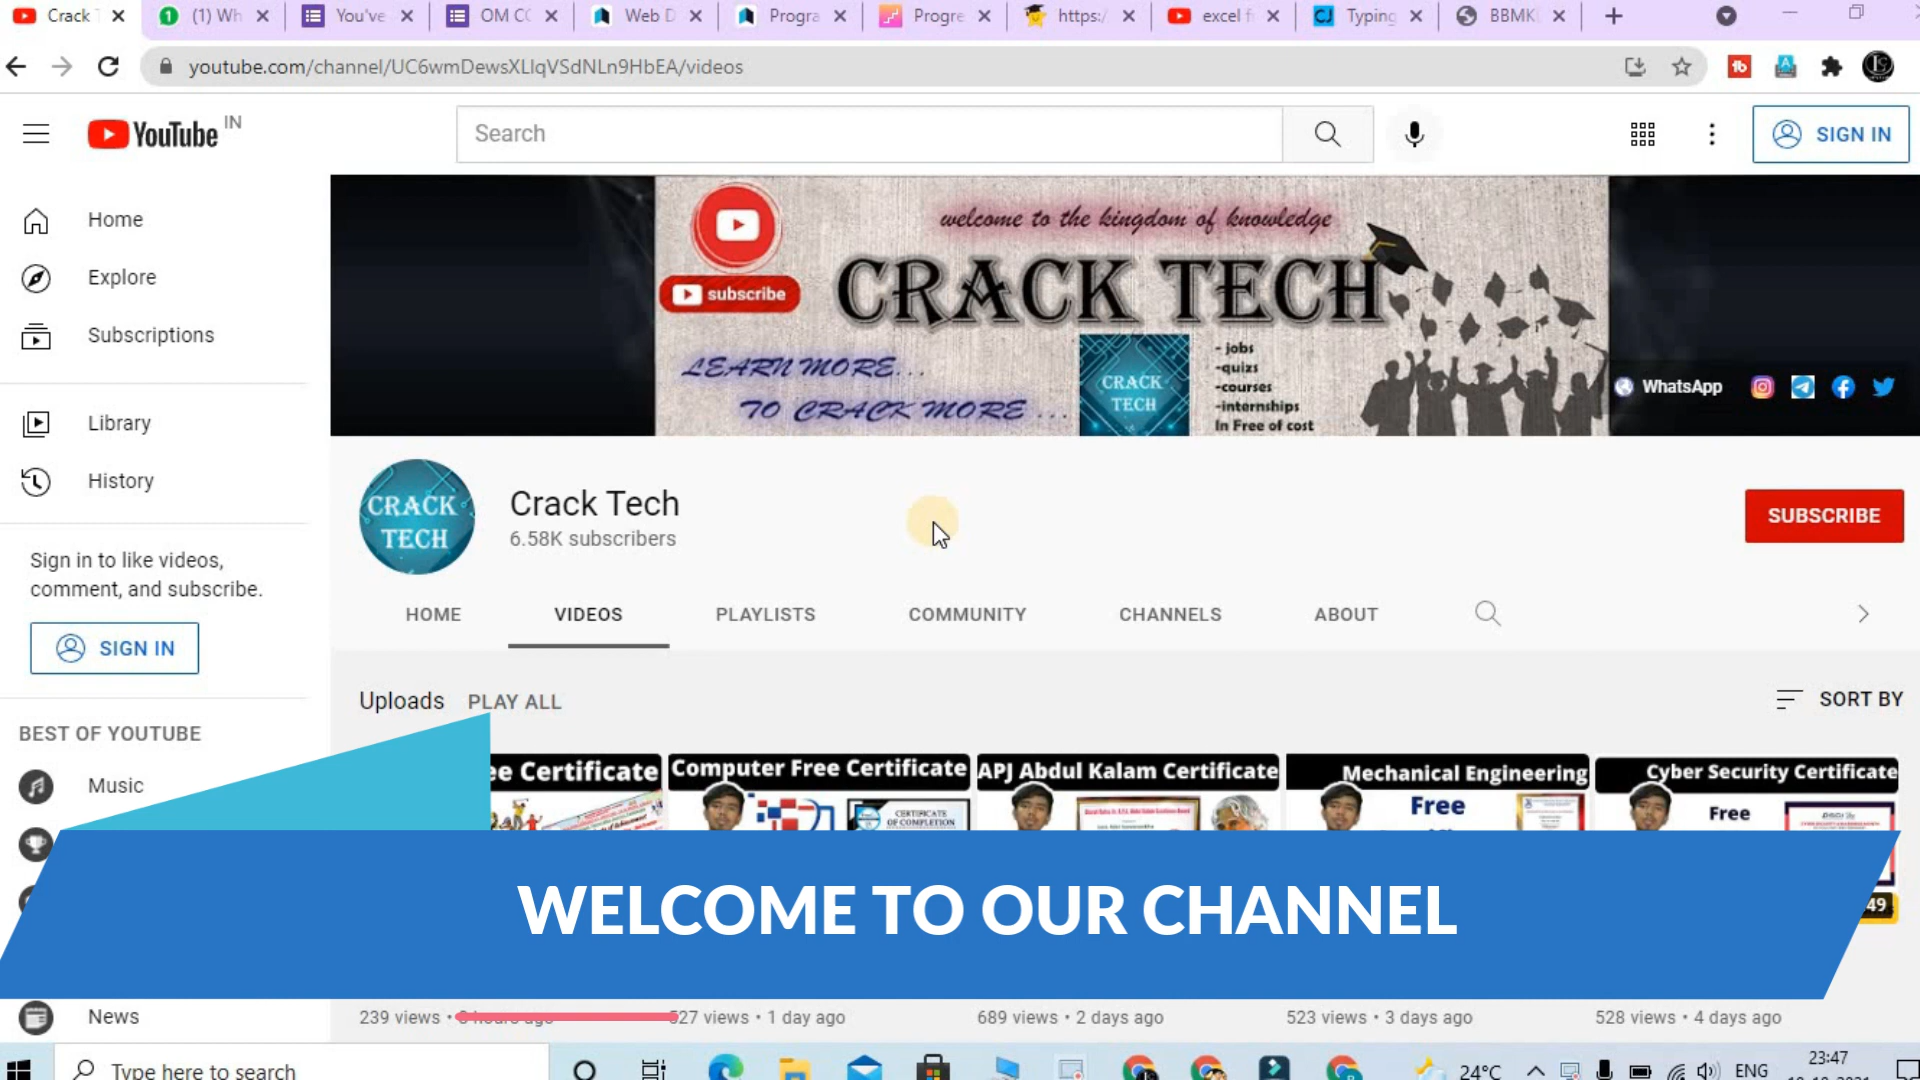 Crack
(1) Wh
You've
OM CC
Web D
Progra
Progre
https:/
excel f
CJ Typing
BBMK
youtube.com/channel/UC6wmDewsXLlqVSdNLn9HbEA/videos
YouTube IN
Search
SIGN IN
Home
Explore
Subscriptions
Library
History
Sign in to like videos,
comment, and subscribe.
SIGN IN
BEST OF YOUTUBE
Music
News
welcome to the kingdom of knowledge
CRACK TECH
subscribe
LEARN MORE...
TO CRACK MORE ...
CRACK
TECH
- jobs
-quizs
-courses
-internships
In Free of cost
WhatsApp
CRACK
TECH
Crack Tech
6.58K subscribers
SUBSCRIBE
HOME
VIDEOS
PLAYLISTS
COMMUNITY
CHANNELS
ABOUT
Uploads PLAY ALL
SORT BY
ee Certificate
Computer Free Certificate
CERTIFICATE
OF COMPLETION
APJ Abdul Kalam Certificate
Mechanical Engineering
Free
Cyber Security Certificate
Free
49
WELCOME TO OUR CHANNEL
239 views •
527 views • 1 day ago
689 views • 2 days ago
523 views • 3 days ago
528 views • 4 days ago
Type here to search
24°C
ENG
23:47